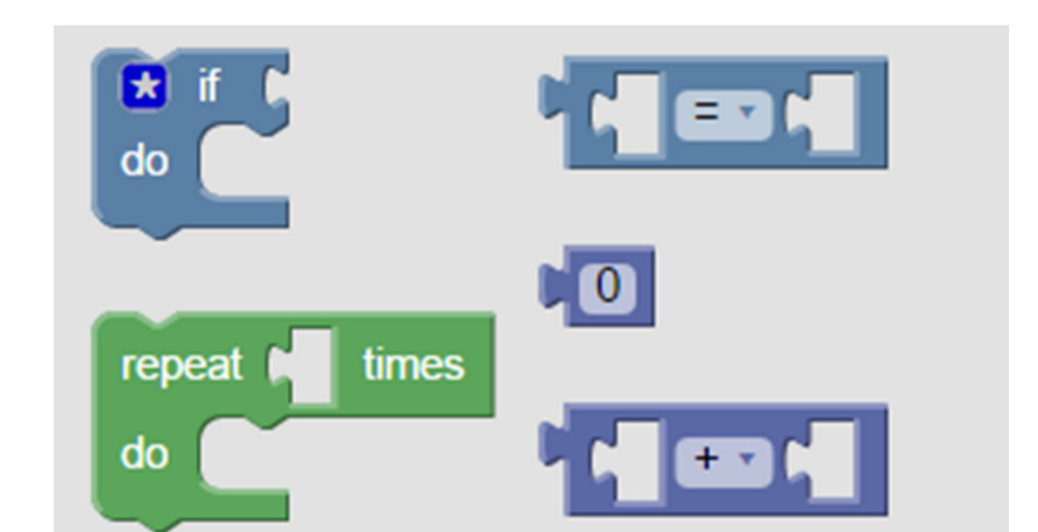 if
do
=
0
repeat times
do
+